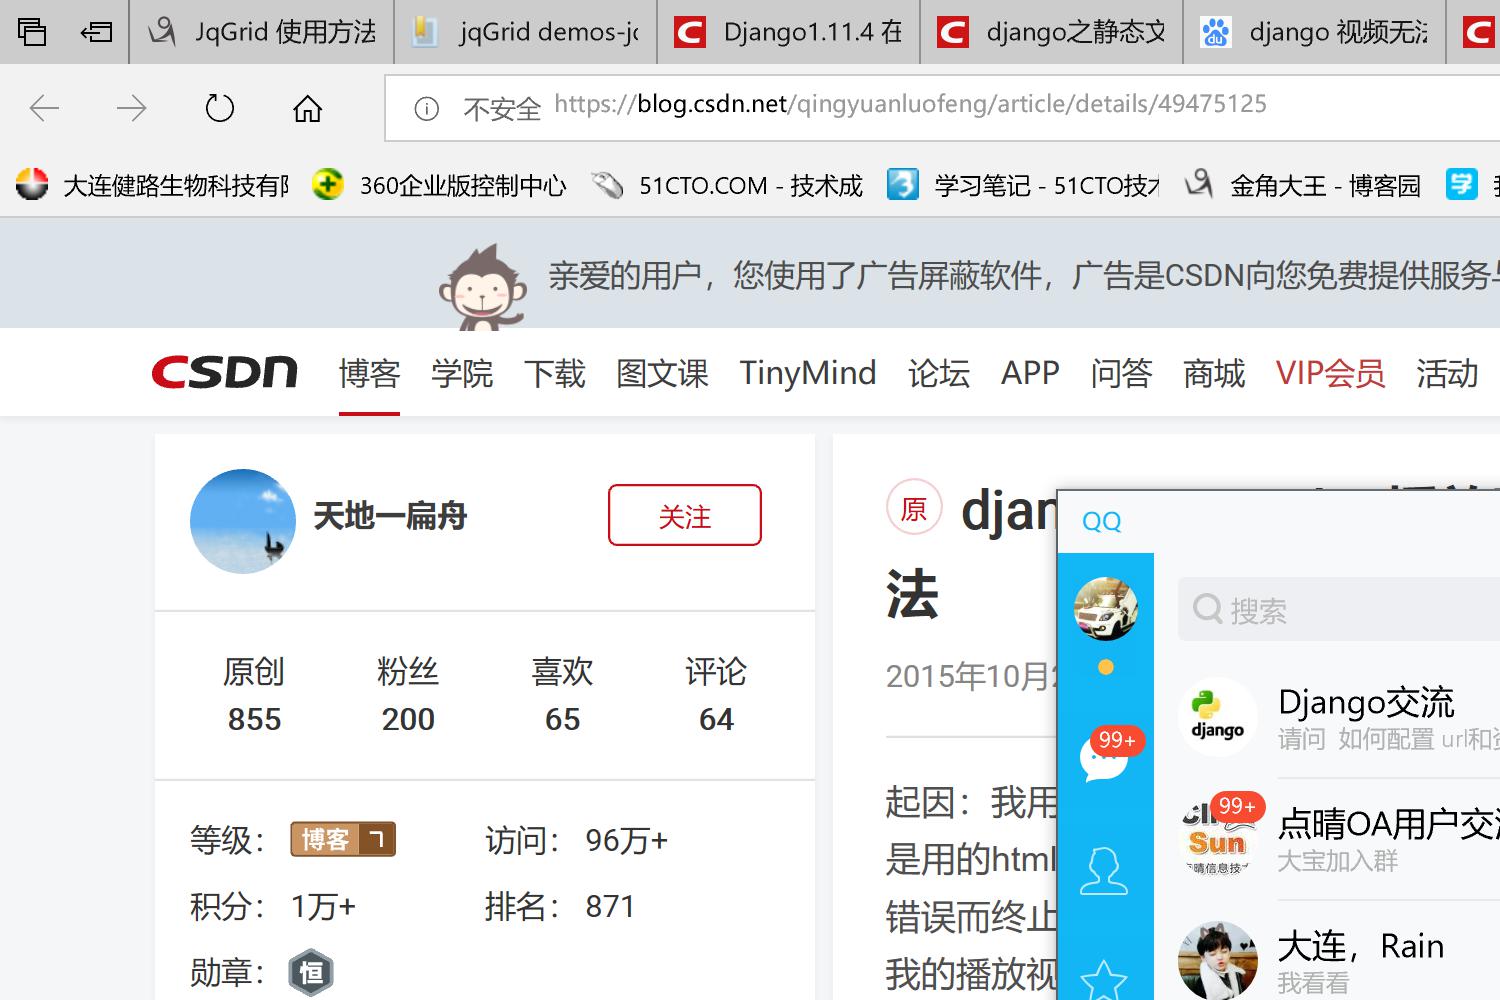 JqGrid 使用方法
jqGrid demos-jq
Django1.11.4 在
django之静态文
django 视频无法
不安全 https://blog.csdn.net/qingyuanluofeng/article/details/49475125
大连健路生物科技有限
360企业版控制中心
51CTO.COM - 技术成
学习笔记 - 51CTO技术
金角大王 - 博客园
学
亲爱的用户，您使用了广告屏蔽软件，广告是CSDN向您免费提供服务与
CSDN 博客 学院 下载 图文课 TinyMind 论坛 APP 问答 商城 VIP会员 活动
天地一扁舟
关注
原创 粉丝 喜欢 评论
855 200 65 64
等级： 博客 7 访问： 96万+
积分： 1万+ 排名： 871
勋章： 恒
原 djan
法
2015年10月2
起因：我用
是用的html
错误而终止
我的播放视
QQ
搜索
django
Django交流
请问 如何配置 url和资
99+
99+
Sun
晴信息技
点晴OA用户交流
大宝加入群
大连，Rain
我看看